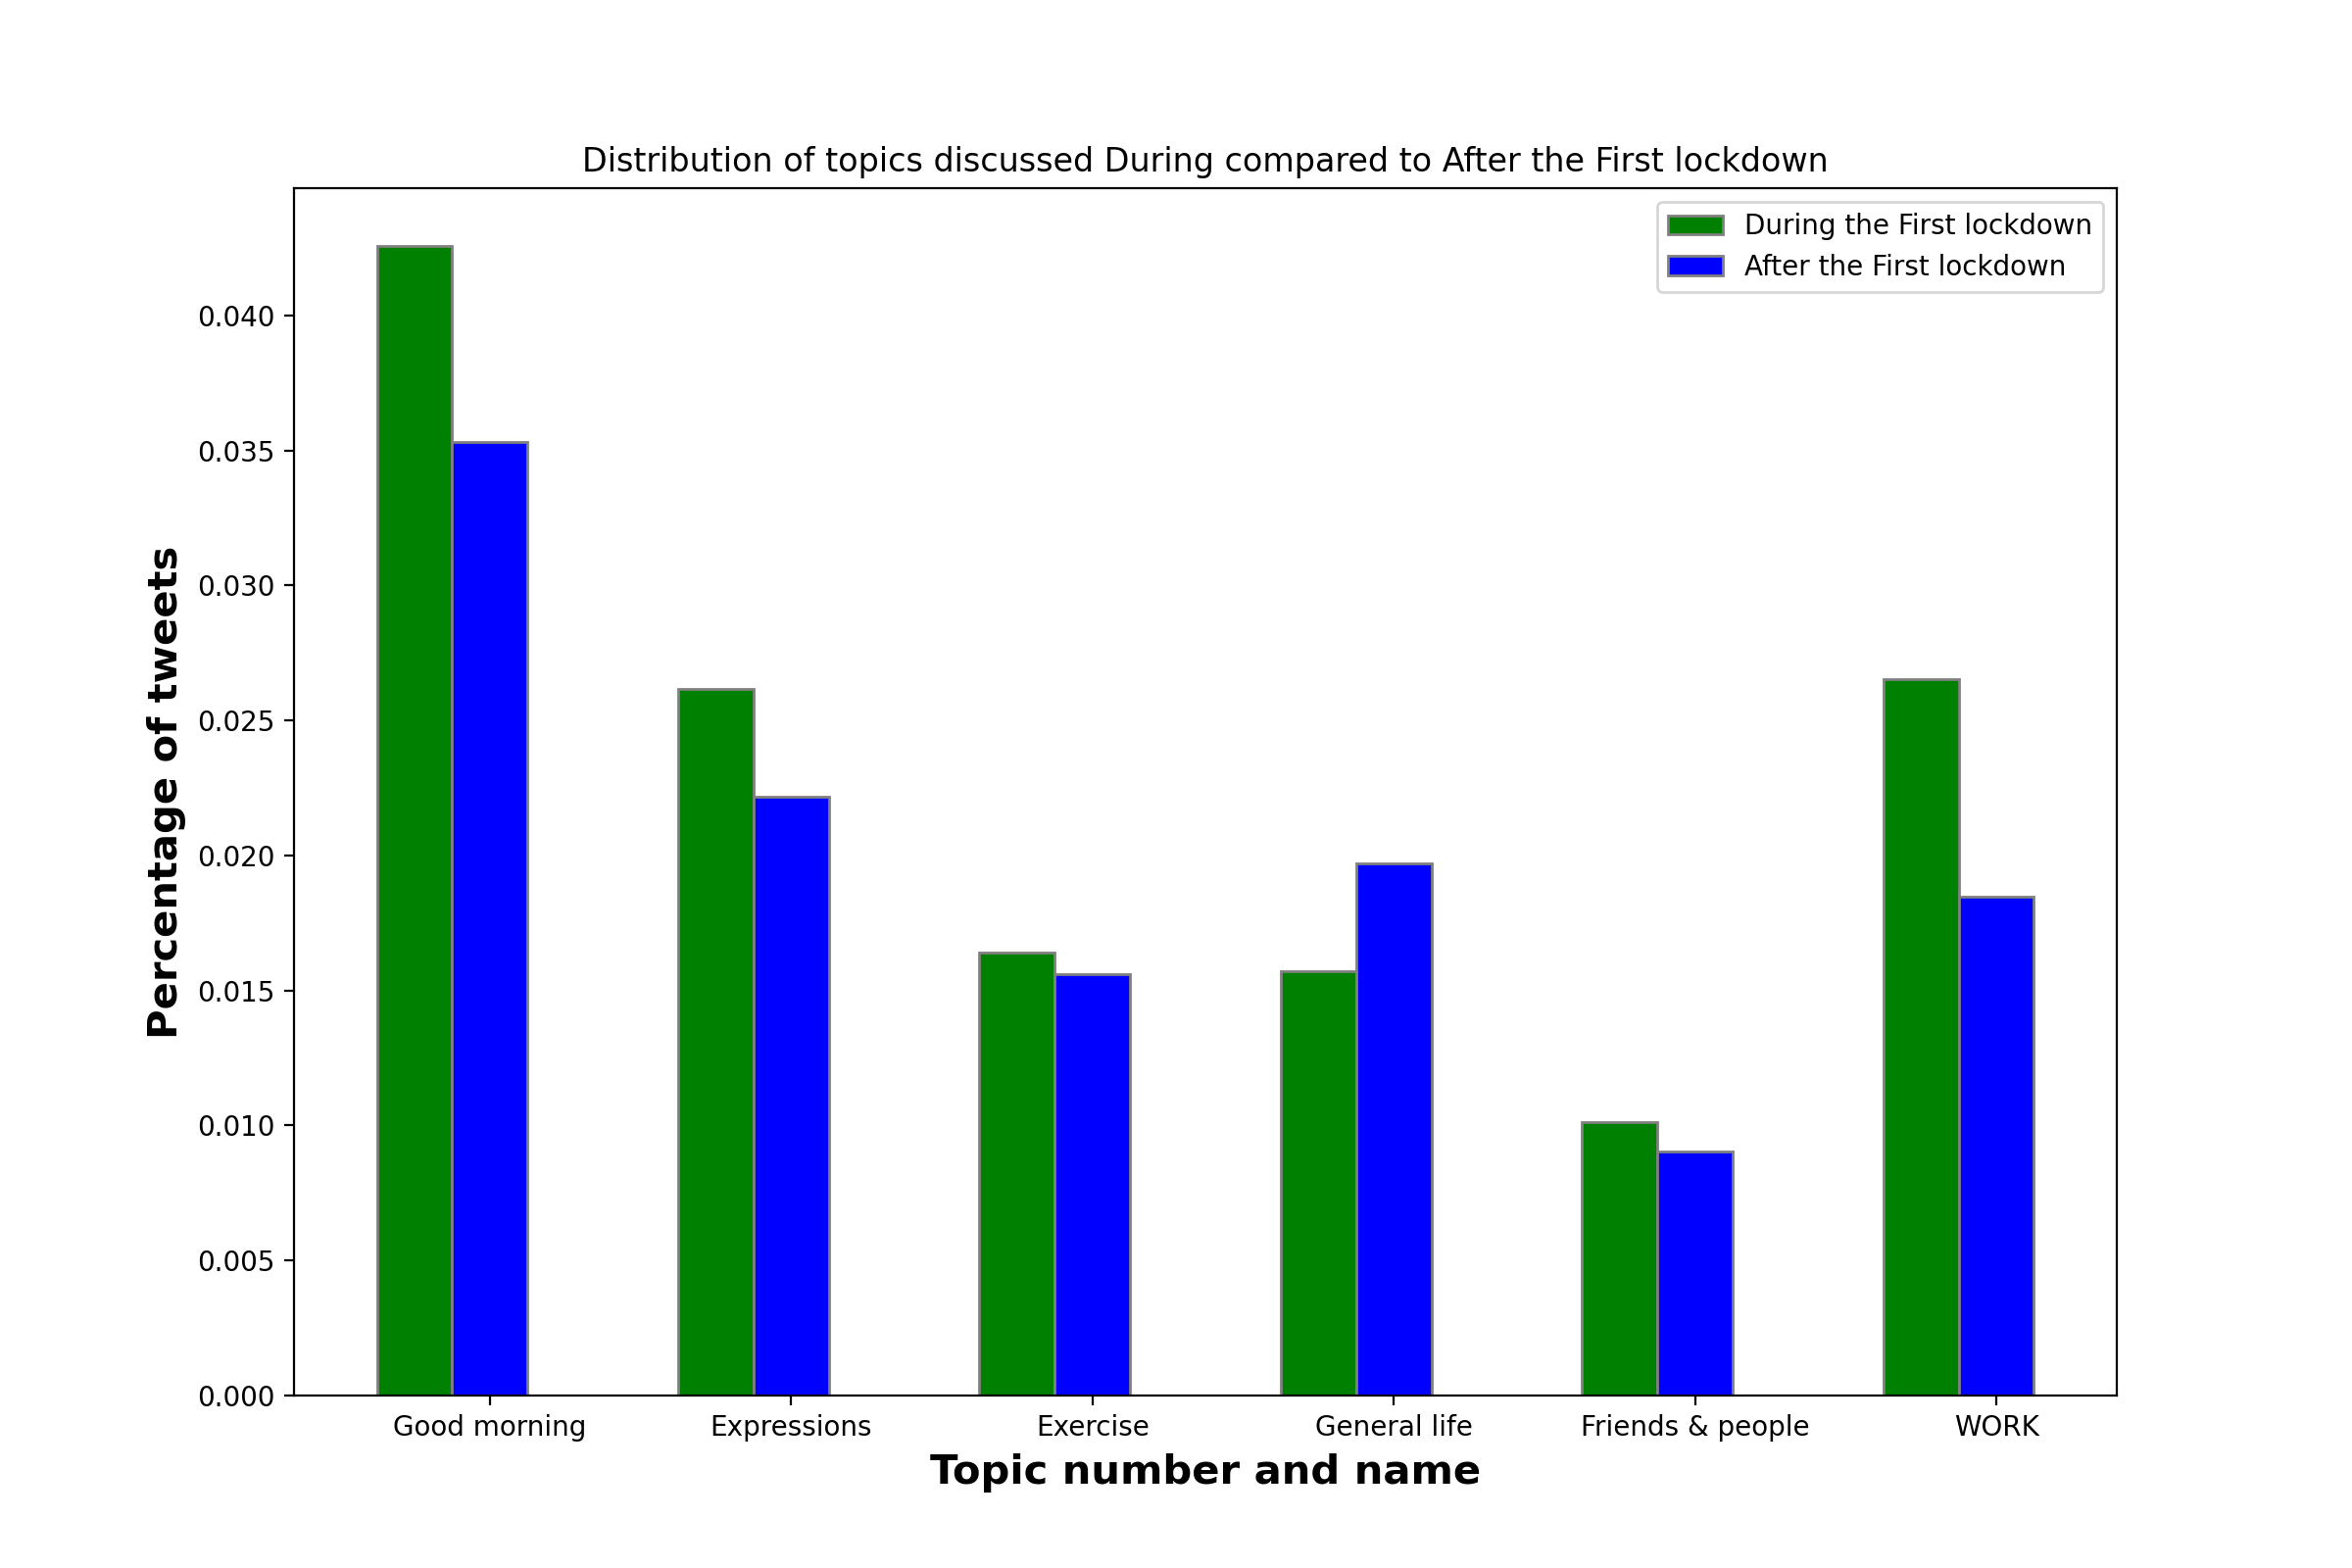 Distribution of topics discussed During compared to After the First lockdown
During the First lockdown
After the First lockdown
Percentage of tweets
0.040
0.035
0.030
0.025
0.020
0.015
0.010
0.005
0.000
Good morning Expressions Exercise General life Friends & people WORK
Topic number and name